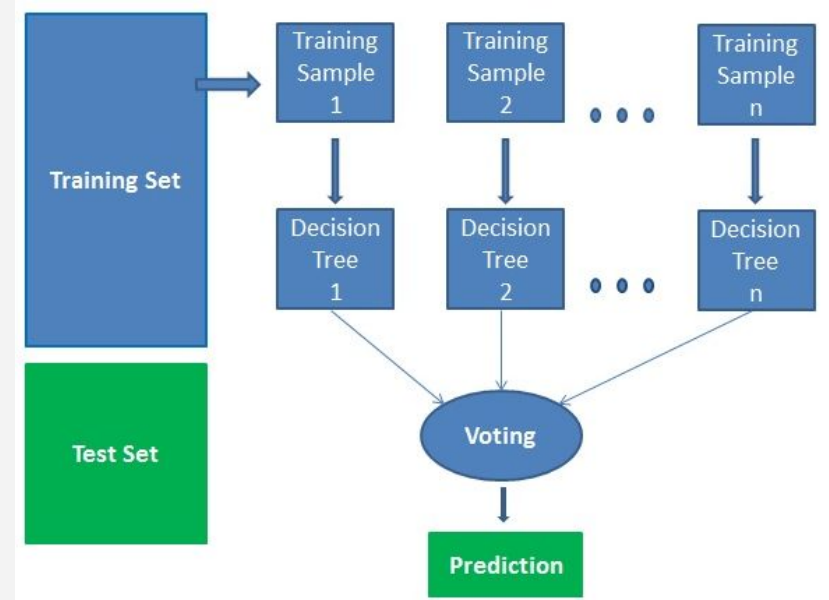 Training Set
Training
Sample
1
Training
Sample
2
Training
Sample
n
Decision
Tree
1
Decision
Tree
2
Decision
Tree
n
Test Set
Voting
Prediction